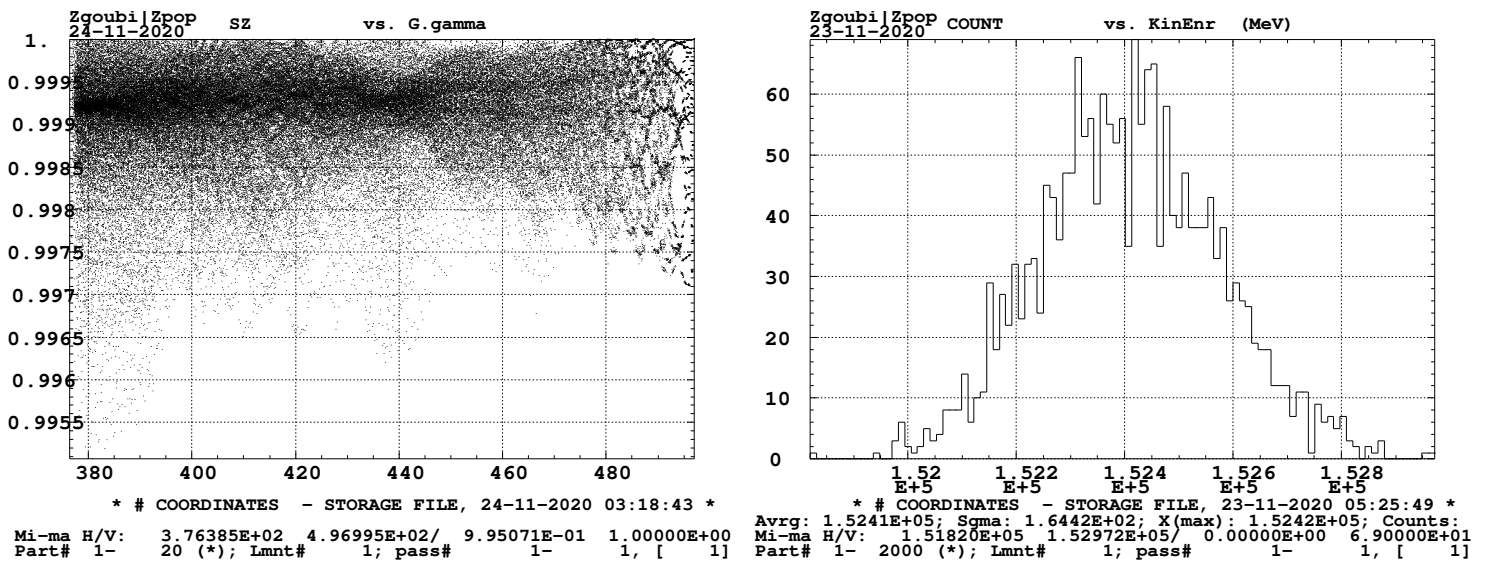 Zgoubi|Zpop
24-11-2020
SZ vs. G.gamma
1.
0.9995
0.999
0.9985
0.998
0.9975
0.997
0.9965
0.996
0.9955
380 400 420 440 460 480
* # COORDINATES - STORAGE FILE, 24-11-2020 03:18:43 *
Mi-ma H/V: 3.76385E+02 4.96995E+02/ 9.95071E-01 1.00000E+00
Part# 1- 20 (*); Lmnt# 1; pass# 1- 1, [ 1]
Zgoubi|Zpop
23-11-2020
COUNT vs. KinEnr (MeV)
60
50
40
30
20
10
0
1.52 1.522 1.524 1.526 1.528
E+5 E+5 E+5 E+5 E+5
* # COORDINATES - STORAGE FILE, 23-11-2020 05:25:49 *
Avrg: 1.5241E+05; Sgma: 1.6442E+02; X(max): 1.5242E+05; Counts:
Mi-ma H/V: 1.51820E+05 1.52972E+05/ 0.00000E+00 6.90000E+01
Part# 1- 2000 (*); Lmnt# 1; pass# 1- 1, [ 1]